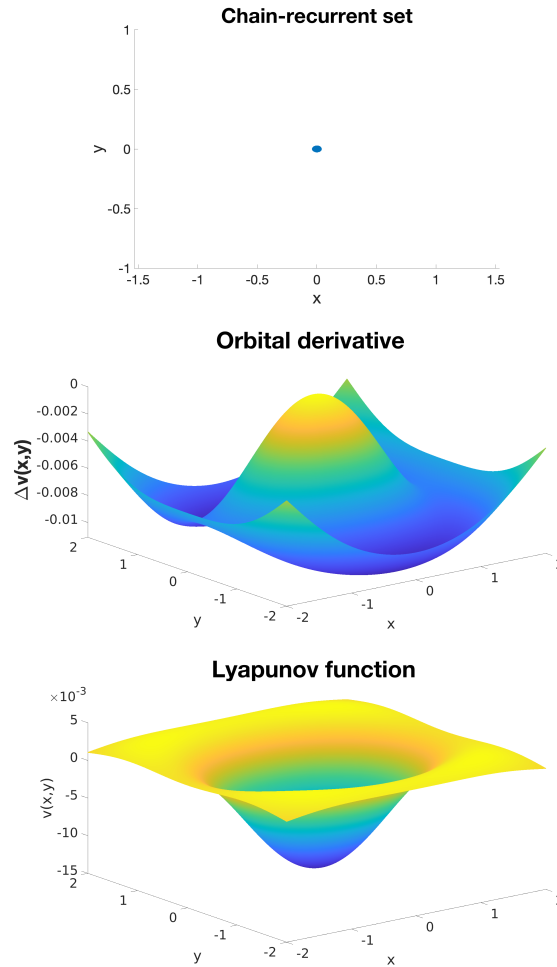 Chain-recurrent set
1
0.5
0
-0.5
-1
y
-1.5 -1 -0.5 0 0.5 1 1.5
x
Orbital derivative
0
-0.002
-0.004
-0.006
-0.008
-0.01
△v(x,y)
2 1 0 -1 -2
y
-2 -1 0 1
x
Lyapunov function
×10-3
5
0
-5
-10
-15
v(x,y)
2 1 0 -1 -2
y
-2 -1 0 1
x